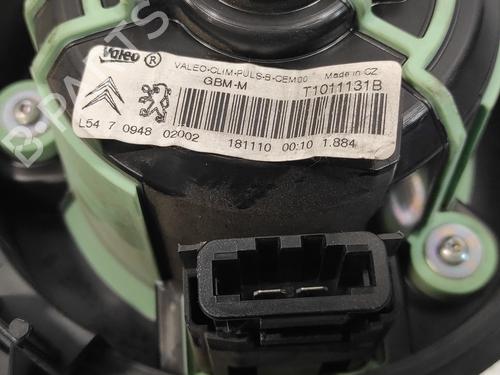 Valeo ® VALEO-CLIM-PULS-B-CEM00 Made in CZ
GBM-M T1011131B
L54 7 0948 02002 181110 00:10 1.884
B-PARTS